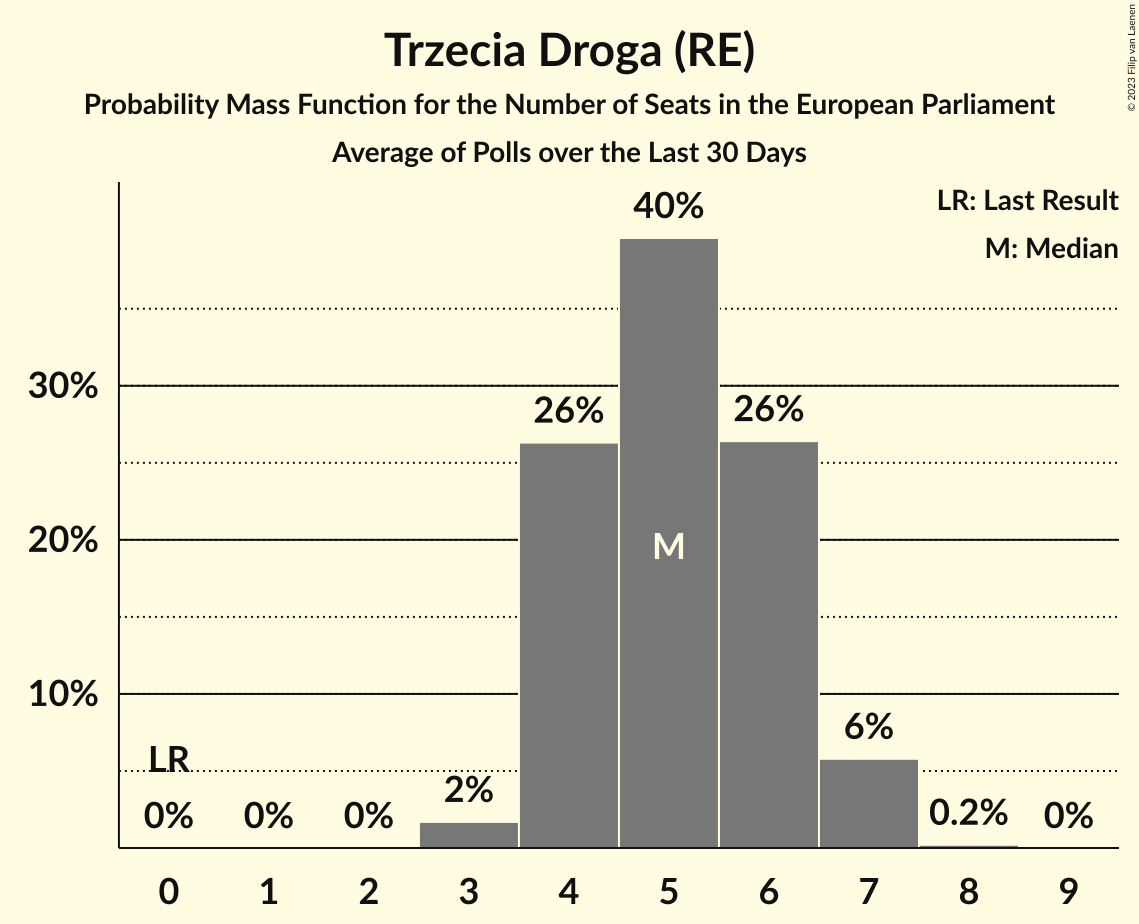 Trzecia Droga (RE)
Probability Mass Function for the Number of Seats in the European Parliament
Average of Polls over the Last 30 Days
© 2023 Filip van Laenen
LR: Last Result
M: Median
40%
30%
26%
26%
20%
M
10%
6%
LR
2%
0%
0%
0%
0.2%
0%
0 1 2 3 4 5 6 7 8 9